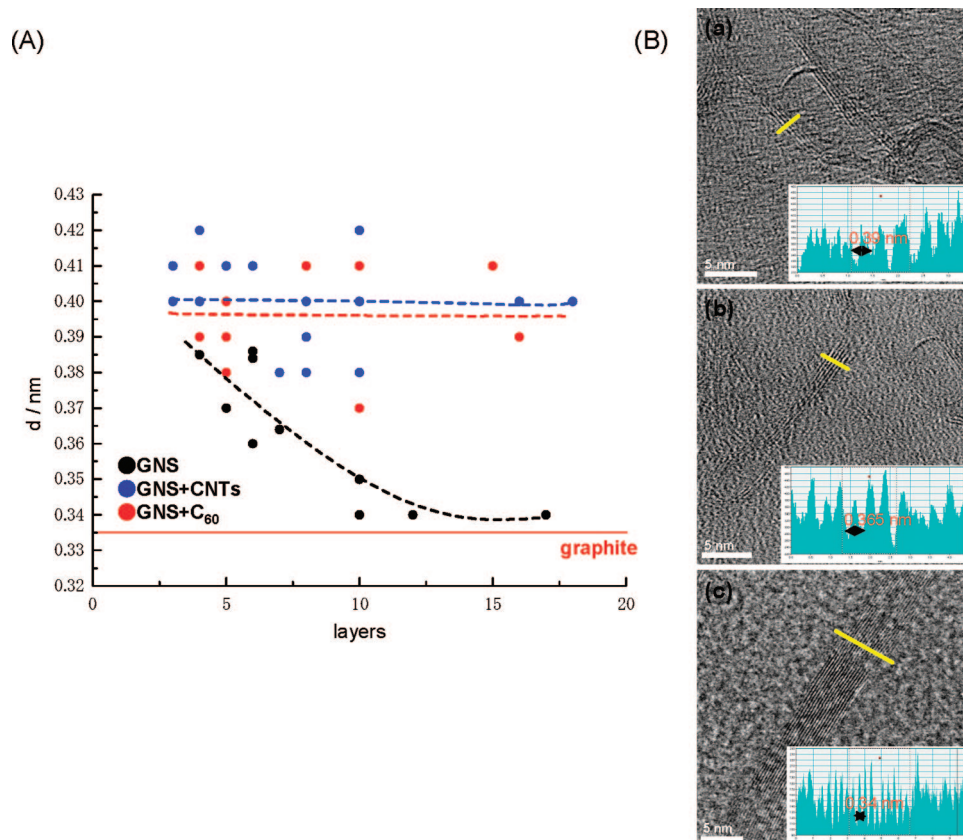 (A)
(B)
d / nm
0.43
0.42
0.41
0.40
0.39
0.38
0.37
0.36
0.35
0.34
0.33
0.32
GNS
GNS+CNTs
GNS+C₆₀
graphite
0
5
10
15
20
layers
(a)
0.39 nm
5 nm
(b)
0.365 nm
5 nm
(c)
0.34 nm
5 nm